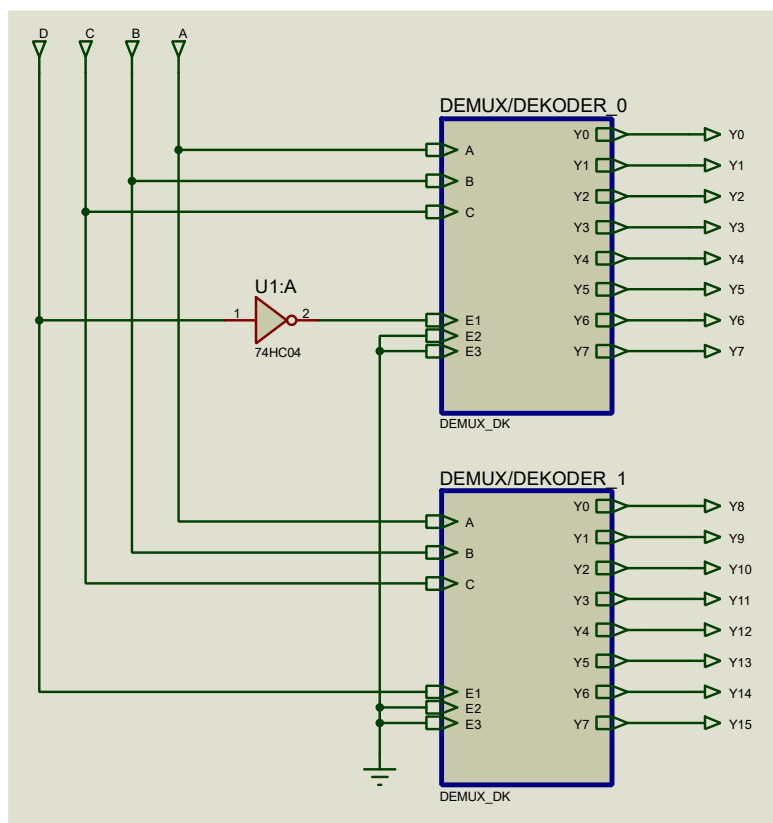 D C B A
DEMUX/DEKODER_0
Y0 Y0
A
Y1 Y1
B
Y2 Y2
C
Y3 Y3
Y4 Y4
Y5 Y5
U1:A
1 2
E1
Y6 Y6
E2
E3
Y7 Y7
74HC04
DEMUX_DK
DEMUX/DEKODER_1
Y0 Y8
A
Y1 Y9
B
Y2 Y10
C
Y3 Y11
Y4 Y12
Y5 Y13
E1
Y6 Y14
E2
E3
Y7 Y15
DEMUX_DK